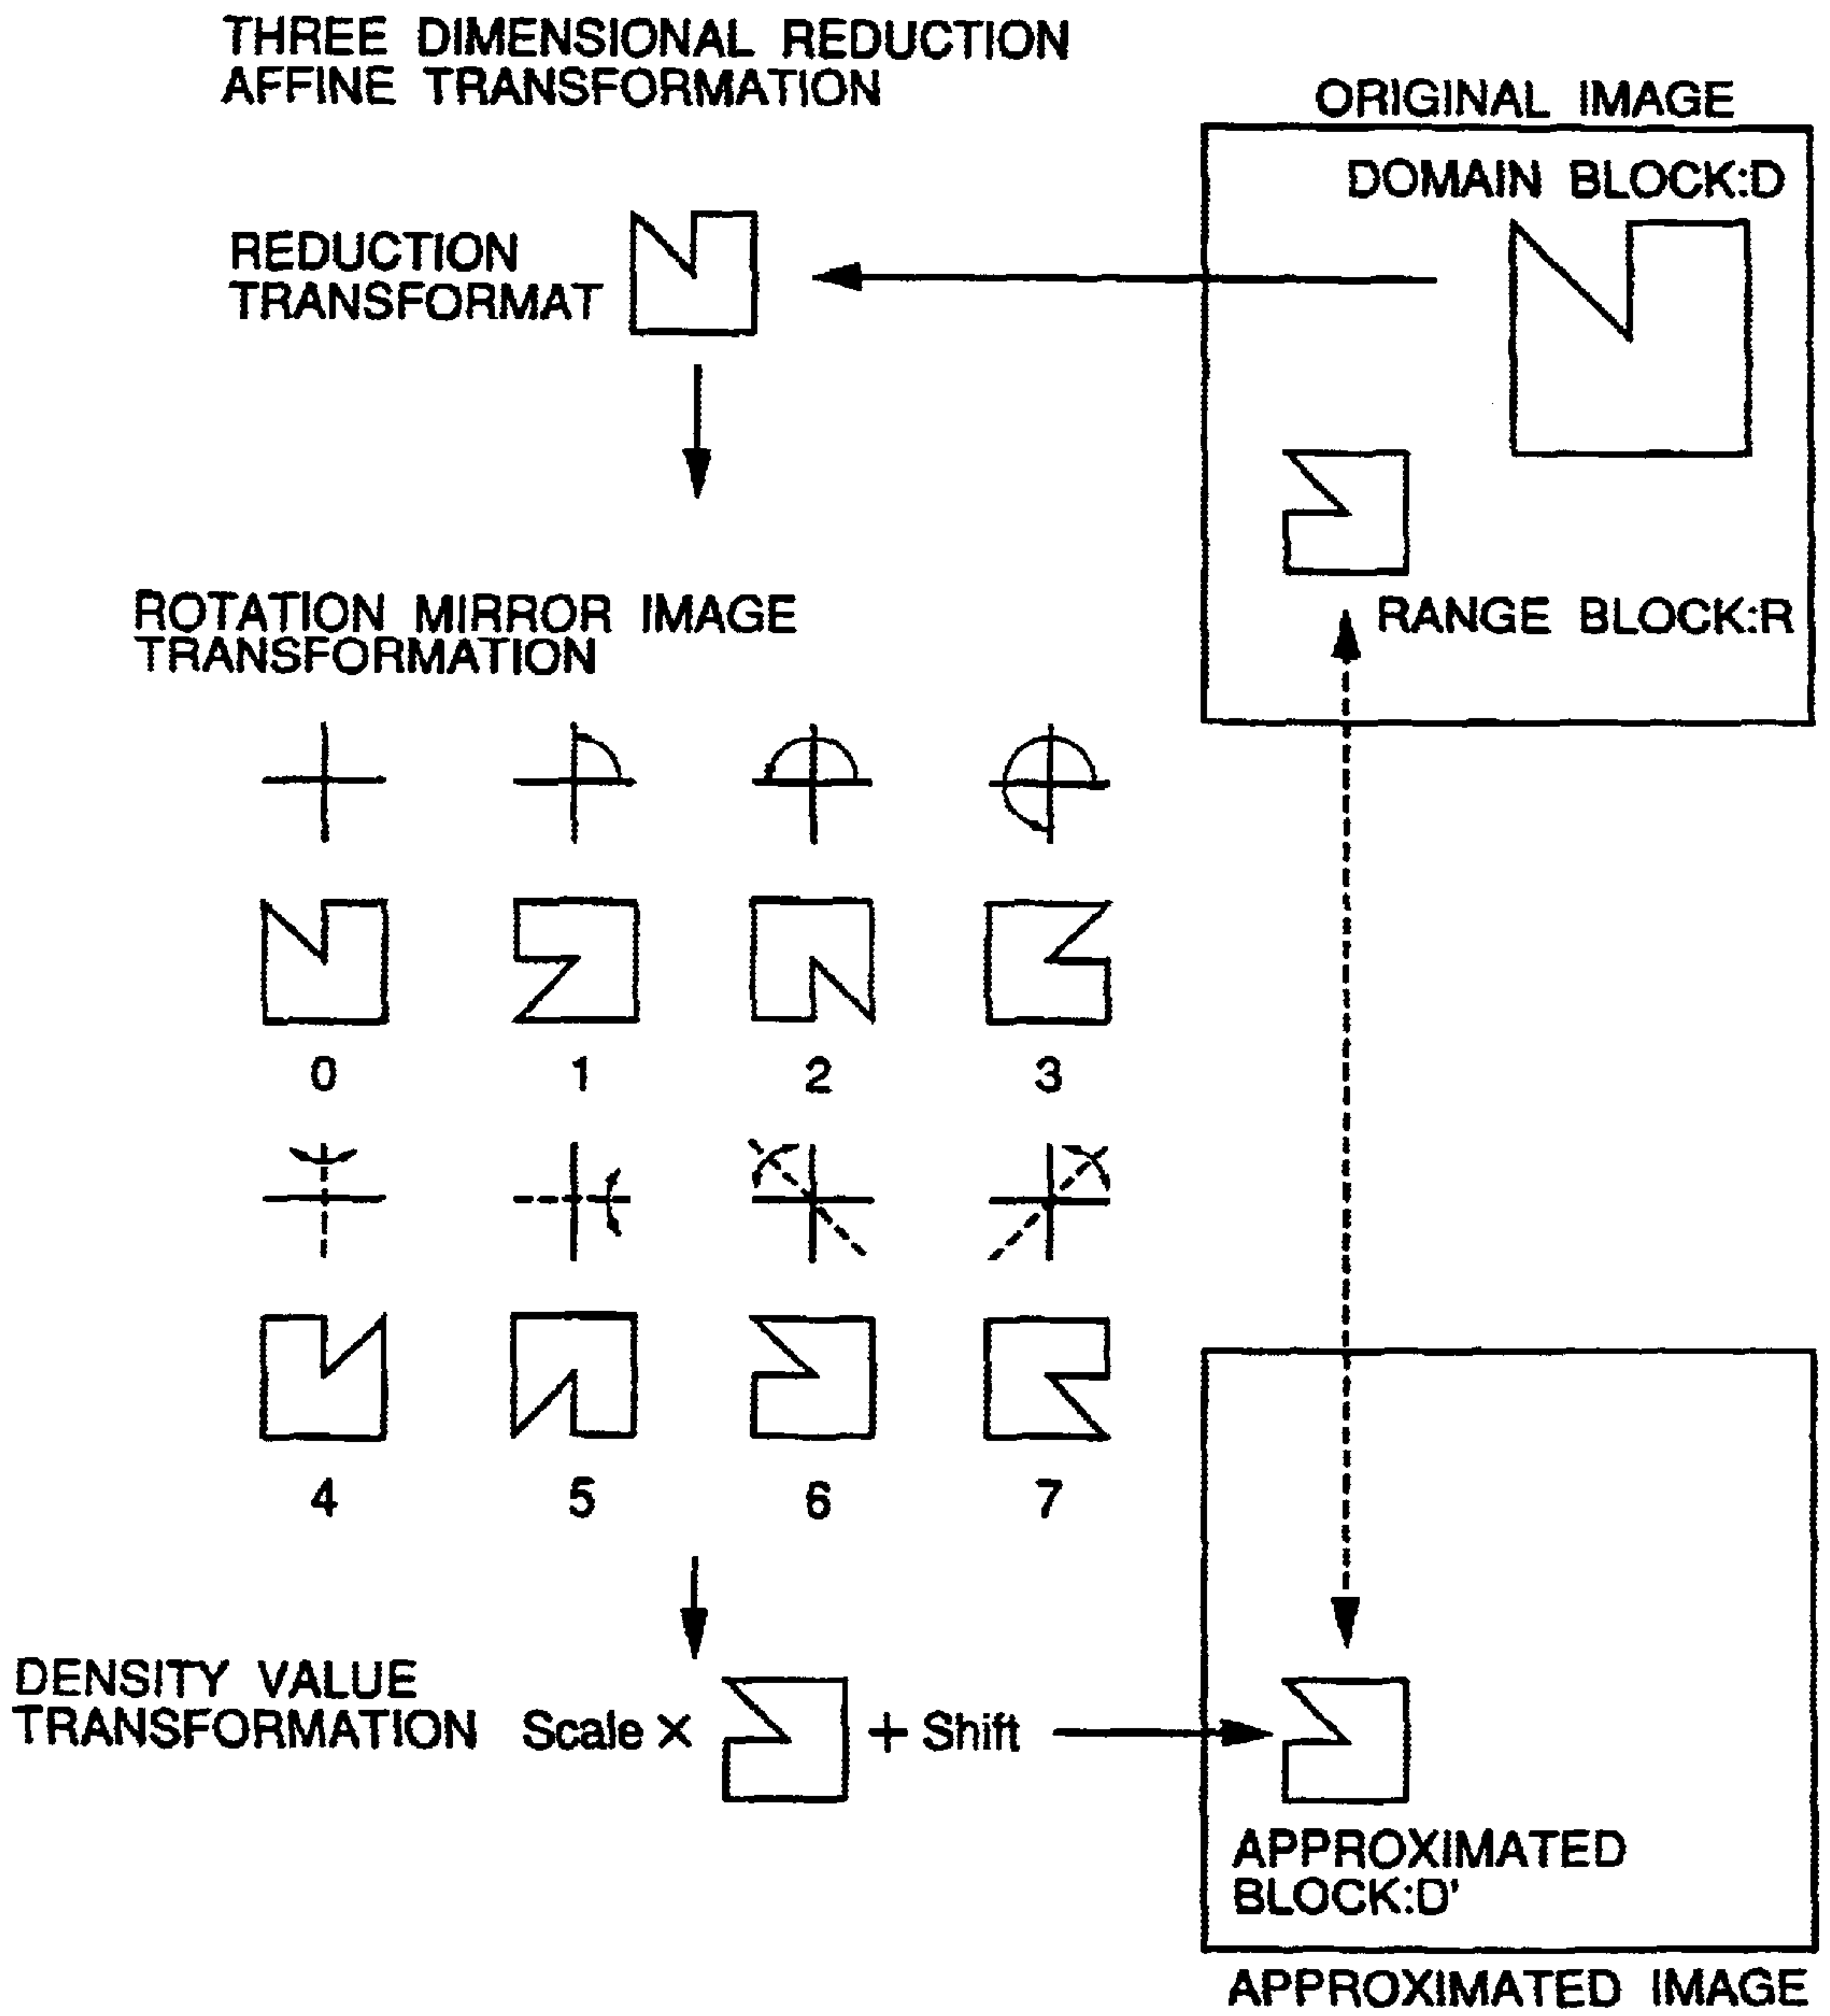 THREE DIMENSIONAL REDUCTION
AFFINE TRANSFORMATION
ORIGINAL IMAGE
DOMAIN BLOCK:D
REDUCTION
TRANSFORMAT
RANGE BLOCK:R
ROTATION MIRROR IMAGE
TRANSFORMATION
0 1 2 3
4 5 6 7
DENSITY VALUE
TRANSFORMATION Scale × + Shift
APPROXIMATED
BLOCK:D'
APPROXIMATED IMAGE